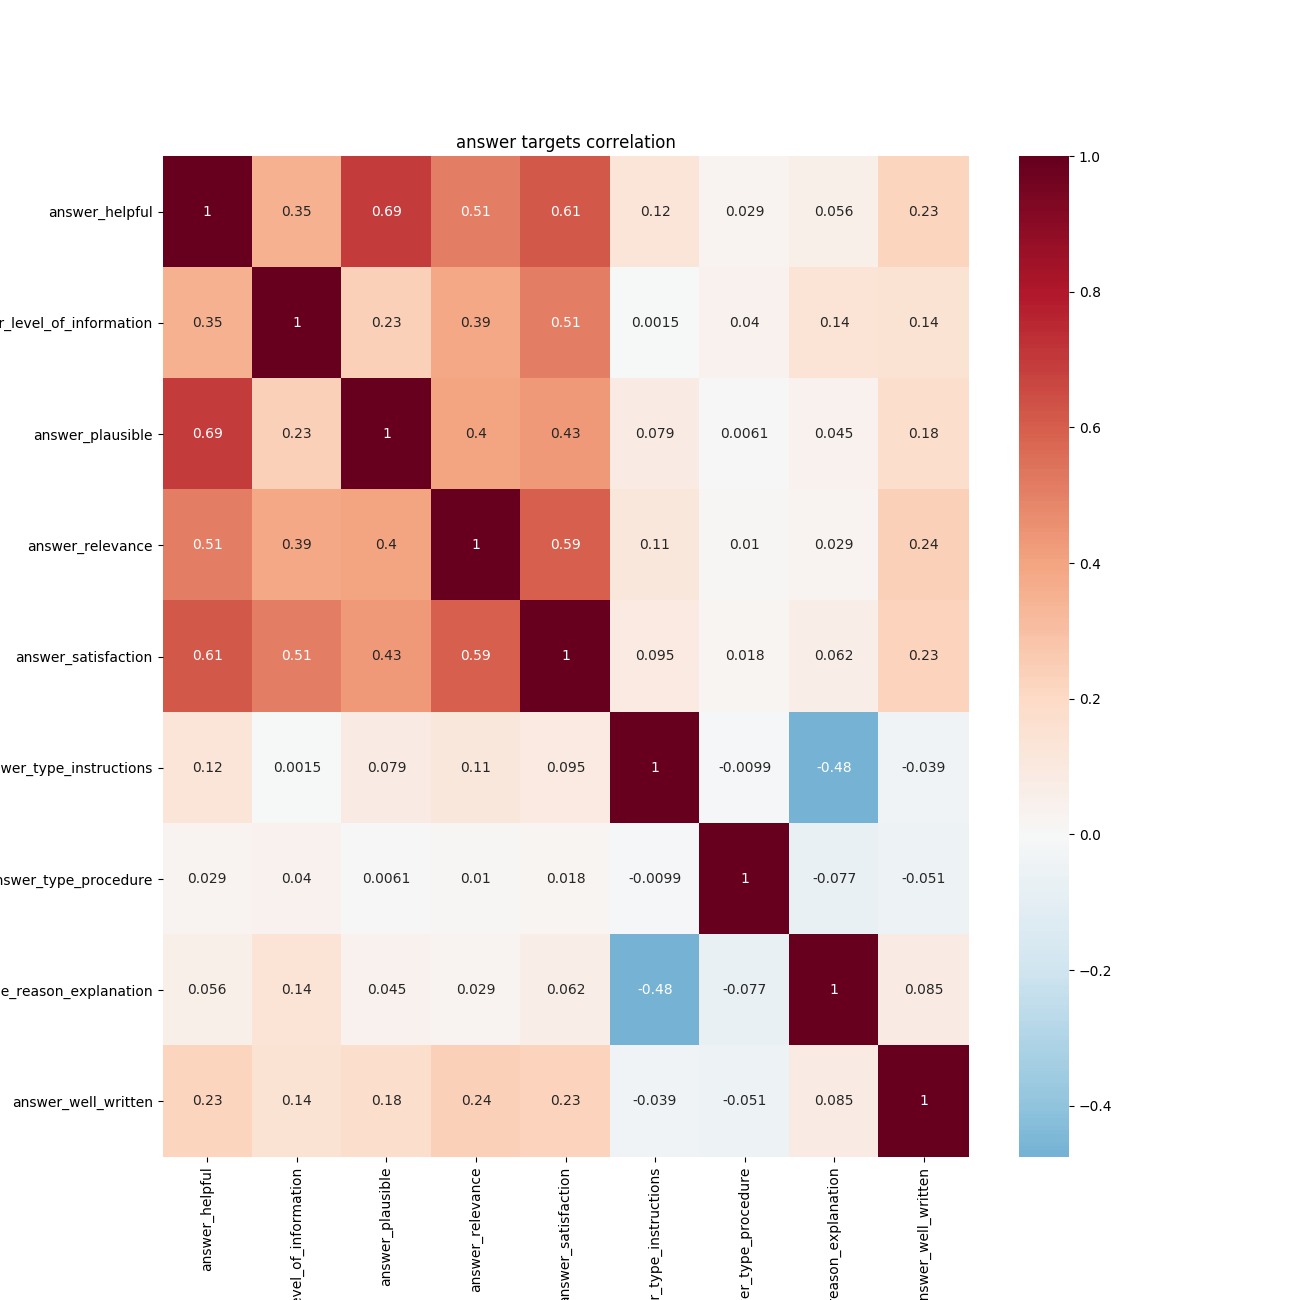 answer targets correlation
answer_helpful 1 0.35 0.69 0.51 0.61 0.12 0.029 0.056 0.23
r_level_of_information 0.35 1 0.23 0.39 0.51 0.0015 0.04 0.14 0.14
answer_plausible 0.69 0.23 1 0.4 0.43 0.079 0.0061 0.045 0.18
answer_relevance 0.51 0.39 0.4 1 0.59 0.11 0.01 0.029 0.24
answer_satisfaction 0.61 0.51 0.43 0.59 1 0.095 0.018 0.062 0.23
wer_type_instructions 0.12 0.0015 0.079 0.11 0.095 1 -0.0099 -0.48 -0.039
nswer_type_procedure 0.029 0.04 0.0061 0.01 0.018 -0.0099 1 -0.077 -0.051
e_reason_explanation 0.056 0.14 0.045 0.029 0.062 -0.48 -0.077 1 0.085
answer_well_written 0.23 0.14 0.18 0.24 0.23 -0.039 -0.051 0.085 1
answer_helpful
evel_of_information
answer_plausible
answer_relevance
answer_satisfaction
r_type_instructions
er_type_procedure
reason_explanation
nswer_well_written
1.0
0.8
0.6
0.4
0.2
0.0
−0.2
−0.4